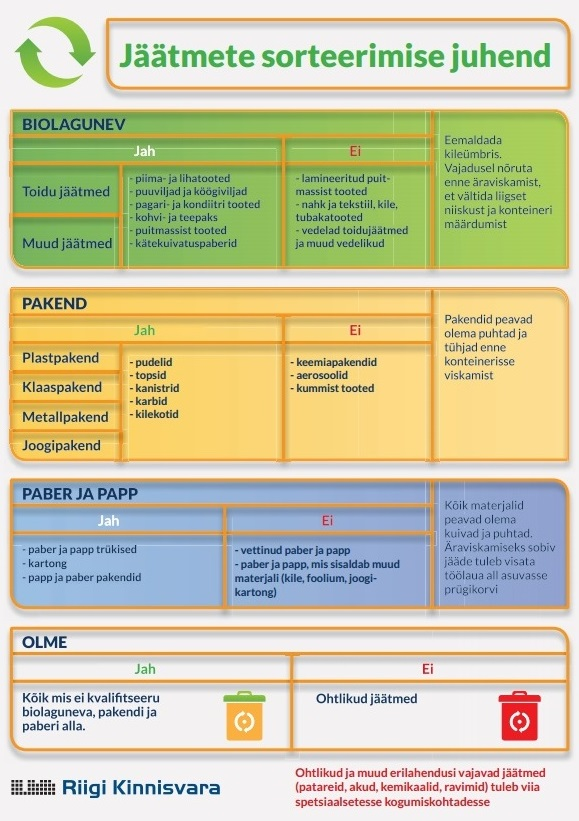 Jäätmete sorteerimise juhend
BIOLAGUNEV
Jah
Ei
Toidu jäätmed
Muud jäätmed
- piima- ja lihatooted
- puuviljad ja köögiviljad
- pagari- ja kondiitri tooted
- kohvi- ja teepaks
- puitmassist tooted
- kätekuivatuspaberid
- lamineeritud puit-
massist tooted
- nahk ja tekstiil, kile,
tubakatooted
- vedelad toidujäätmed
ja muud vedelikud
Eemaldada
kileümbris.
Vajadusel nõruta
enne äraviskamist,
et vältida liigset
niiskust ja konteineri
määrdumist
PAKEND
Jah
Ei
Plastpakend
Klaaspakend
Metallpakend
Joogipakend
- pudelid
- topsid
- kanistrid
- karbid
- kilekotid
- keemiapakendid
- aerosoolid
- kummist tooted
Pakendid peavad
olema puhtad ja
tühjad enne
konteinerisse
viskamist
PABER JA PAPP
Jah
Ei
- paber ja papp trükised
- kartong
- papp ja paber pakendid
- vettinud paber ja papp
- paber ja papp, mis sisaldab muud
materjali (kile, foolium, joogi-
kartong)
Kõik materjalid
peavad olema
kuivad ja puhtad.
Äraviskamiseks sobiv
jääde tuleb visata
töölaua all asuvasse
prügikorvi
OLME
Jah
Ei
Kõik mis ei kvalifitseeru
biolaguneva, pakendi ja
paberi alla.
Ohtlikud jäätmed
Riigi Kinnisvara
Ohtlikud ja muud erilahendusi vajavad jäätmed
(patareid, akud, kemikaalid, ravimid) tuleb viia
spetsiaalsetesse kogumiskohtadesse